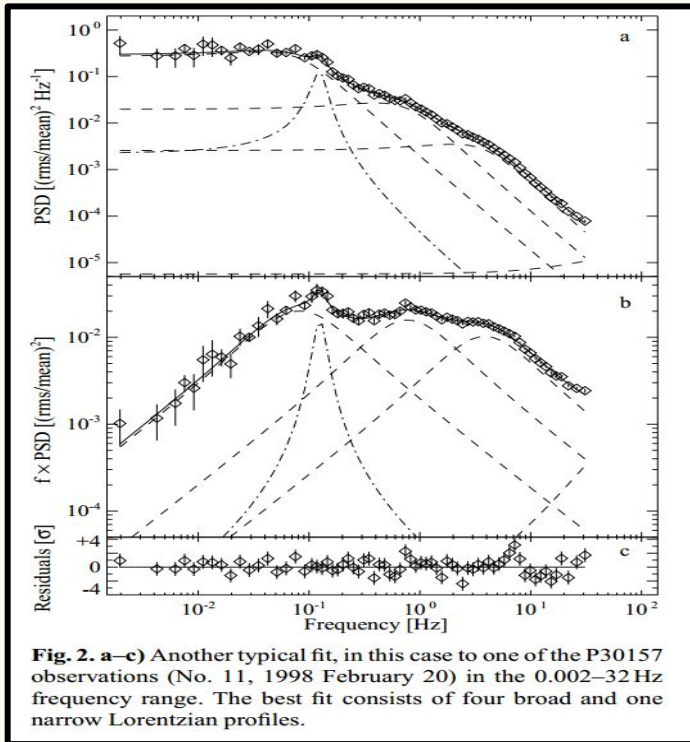 a
PSD [(rms/mean)² Hz⁻¹]
10⁰
10⁻¹
10⁻²
10⁻³
10⁻⁴
10⁻⁵
b
f × PSD [(rms/mean)²]
10⁻²
10⁻³
10⁻⁴
c
Residuals [σ]
+4
+2
0
-2
-4
10⁻² 10⁻¹ 10⁰ 10¹ 10²
Frequency [Hz]
Fig. 2. a–c) Another typical fit, in this case to one of the P30157
observations (No. 11, 1998 February 20) in the 0.002–32 Hz
frequency range. The best fit consists of four broad and one
narrow Lorentzian profiles.